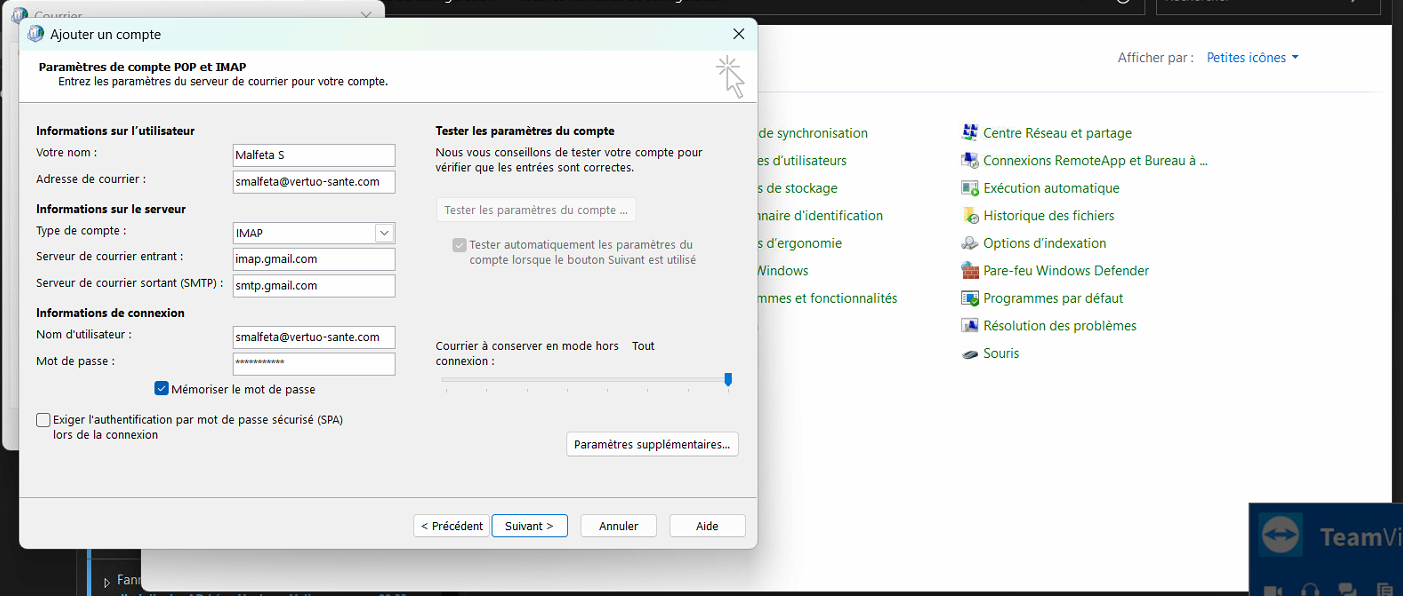 Courrier
Ajouter un compte
Paramètres de compte POP et IMAP
Entrez les paramètres du serveur de courrier pour votre compte.
Informations sur l'utilisateur
Votre nom :
Malfeta S
Adresse de courrier :
smalfeta@vertuo-sante.com
Informations sur le serveur
Type de compte :
IMAP
Serveur de courrier entrant :
imap.gmail.com
Serveur de courrier sortant (SMTP) :
smtp.gmail.com
Informations de connexion
Nom d'utilisateur :
smalfeta@vertuo-sante.com
Mot de passe :
***********
Mémoriser le mot de passe
Exiger l'authentification par mot de passe sécurisé (SPA)
lors de la connexion
Tester les paramètres du compte
Nous vous conseillons de tester votre compte pour
vérifier que les entrées sont correctes.
Tester les paramètres du compte ...
Tester automatiquement les paramètres du
compte lorsque le bouton Suivant est utilisé
Courrier à conserver en mode hors
connexion :
Tout
Paramètres supplémentaires...
< Précédent
Suivant >
Annuler
Aide
Afficher par :
Petites icônes
de synchronisation
es d'utilisateurs
s de stockage
nnaire d'identification
s d'ergonomie
Windows
mmes et fonctionnalités
Centre Réseau et partage
Connexions RemoteApp et Bureau à ...
Exécution automatique
Historique des fichiers
Options d'indexation
Pare-feu Windows Defender
Programmes par défaut
Résolution des problèmes
Souris
TeamVi
Fann